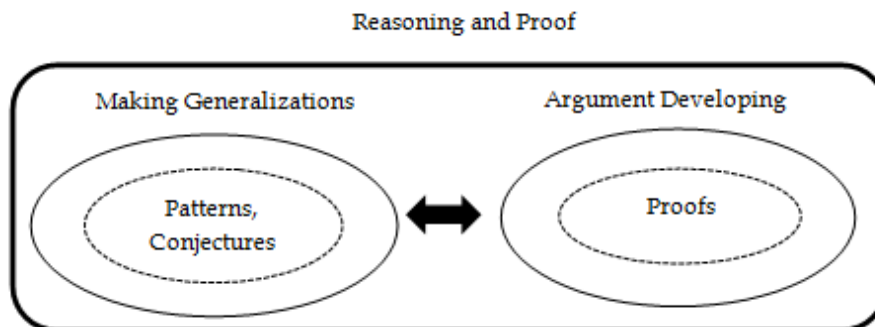 Reasoning and Proof
Making Generalizations
Argument Developing
Patterns,
Conjectures
Proofs